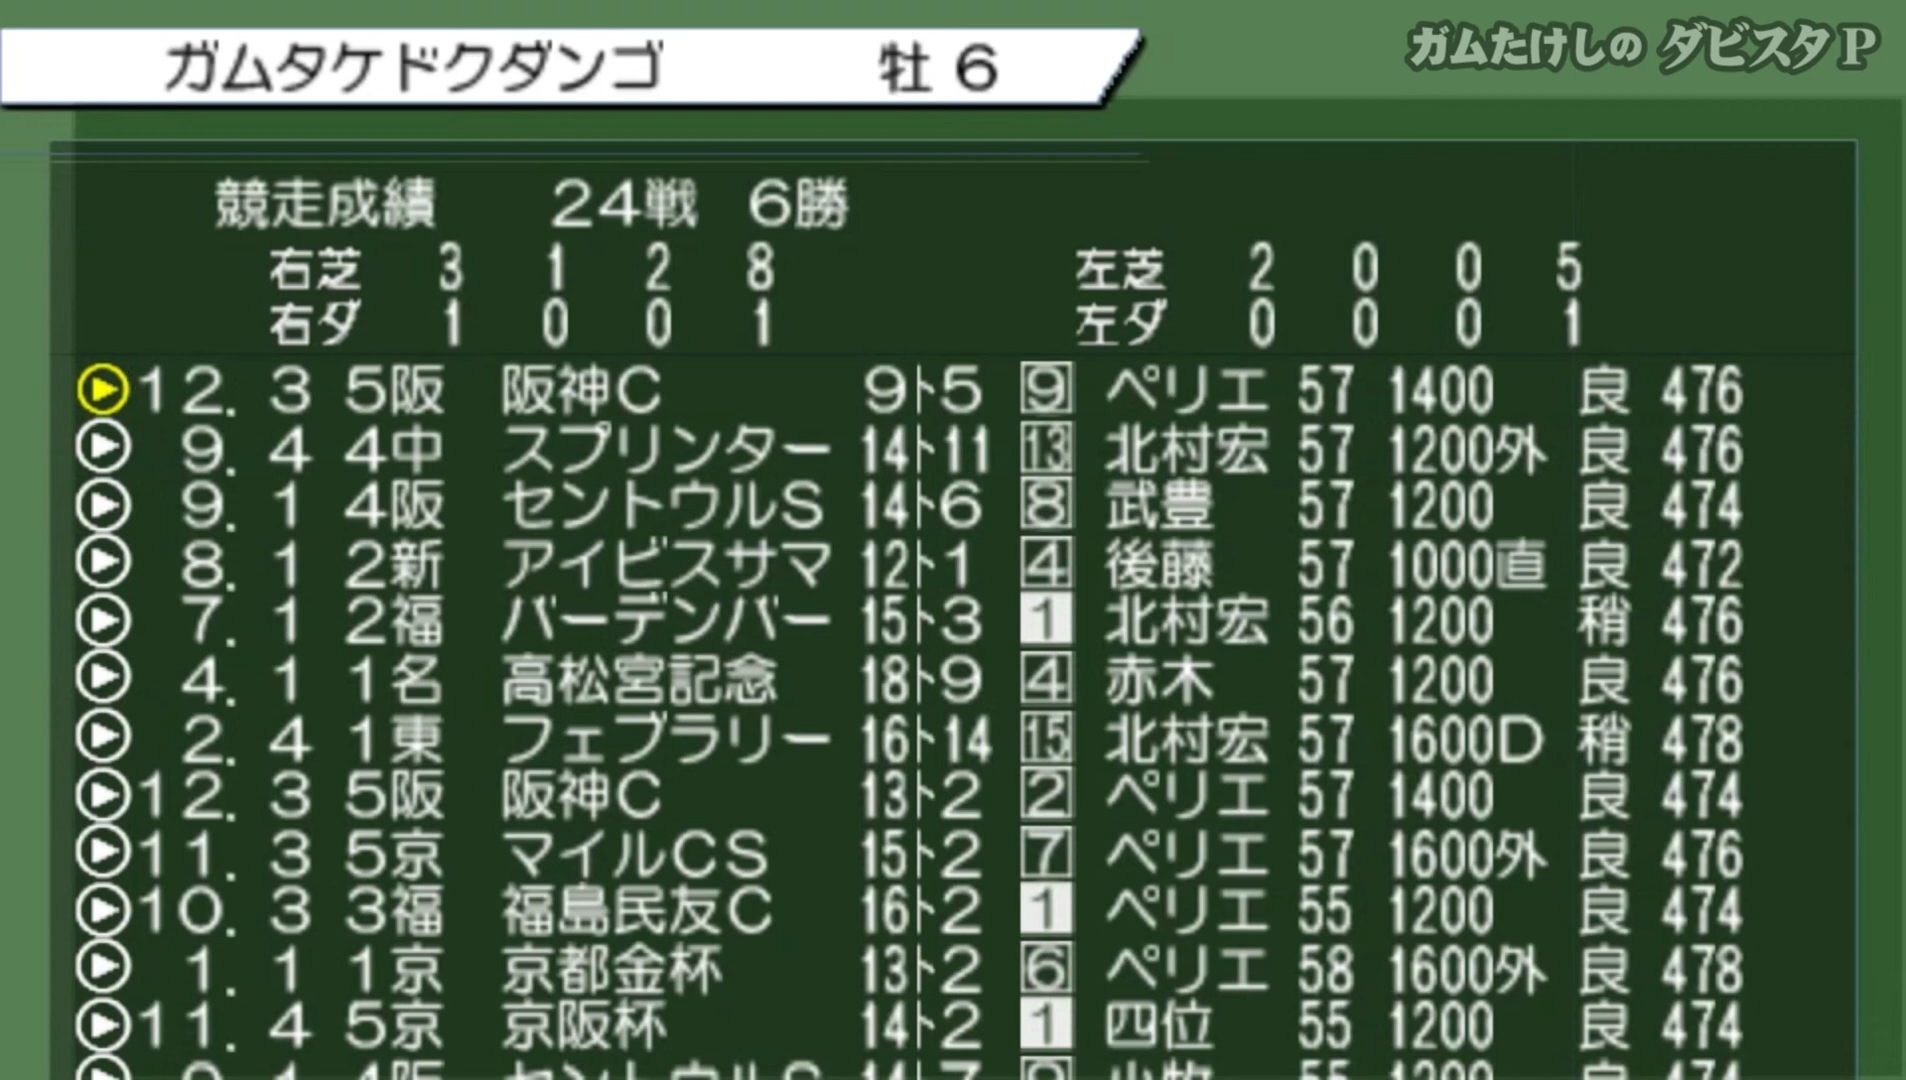 ガムタケドクダンゴ 牡 6
ガムたけしの ダビスタP
競走成績 24戦 6勝
右芝 3 1 2 8 左芝 2 0 0 5
右ダ 1 0 0 1 左ダ 0 0 0 1
12. 3 5阪 阪神C 9ト5 9 ペリエ 57 1400 良 476
9. 4 4中 スプリンター 14ト11 13 北村宏 57 1200外 良 476
9. 1 4阪 セントウルS 14ト6 8 武豊 57 1200 良 474
8. 1 2新 アイビスサマ 12ト1 4 後藤 57 1000直 良 472
7. 1 2福 バーデンバー 15ト3 1 北村宏 56 1200 稍 476
4. 1 1名 高松宮記念 18ト9 4 赤木 57 1200 良 476
2. 4 1東 フェブラリー 16ト14 15 北村宏 57 1600D 稍 478
12. 3 5阪 阪神C 13ト2 2 ペリエ 57 1400 良 474
11. 3 5京 マイルCS 15ト2 7 ペリエ 57 1600外 良 476
10. 3 3福 福島民友C 16ト2 1 ペリエ 55 1200 良 474
1. 1 1京 京都金杯 13ト2 6 ペリエ 58 1600外 良 478
11. 4 5京 京阪杯 14ト2 1 四位 55 1200 良 474
セントウルS